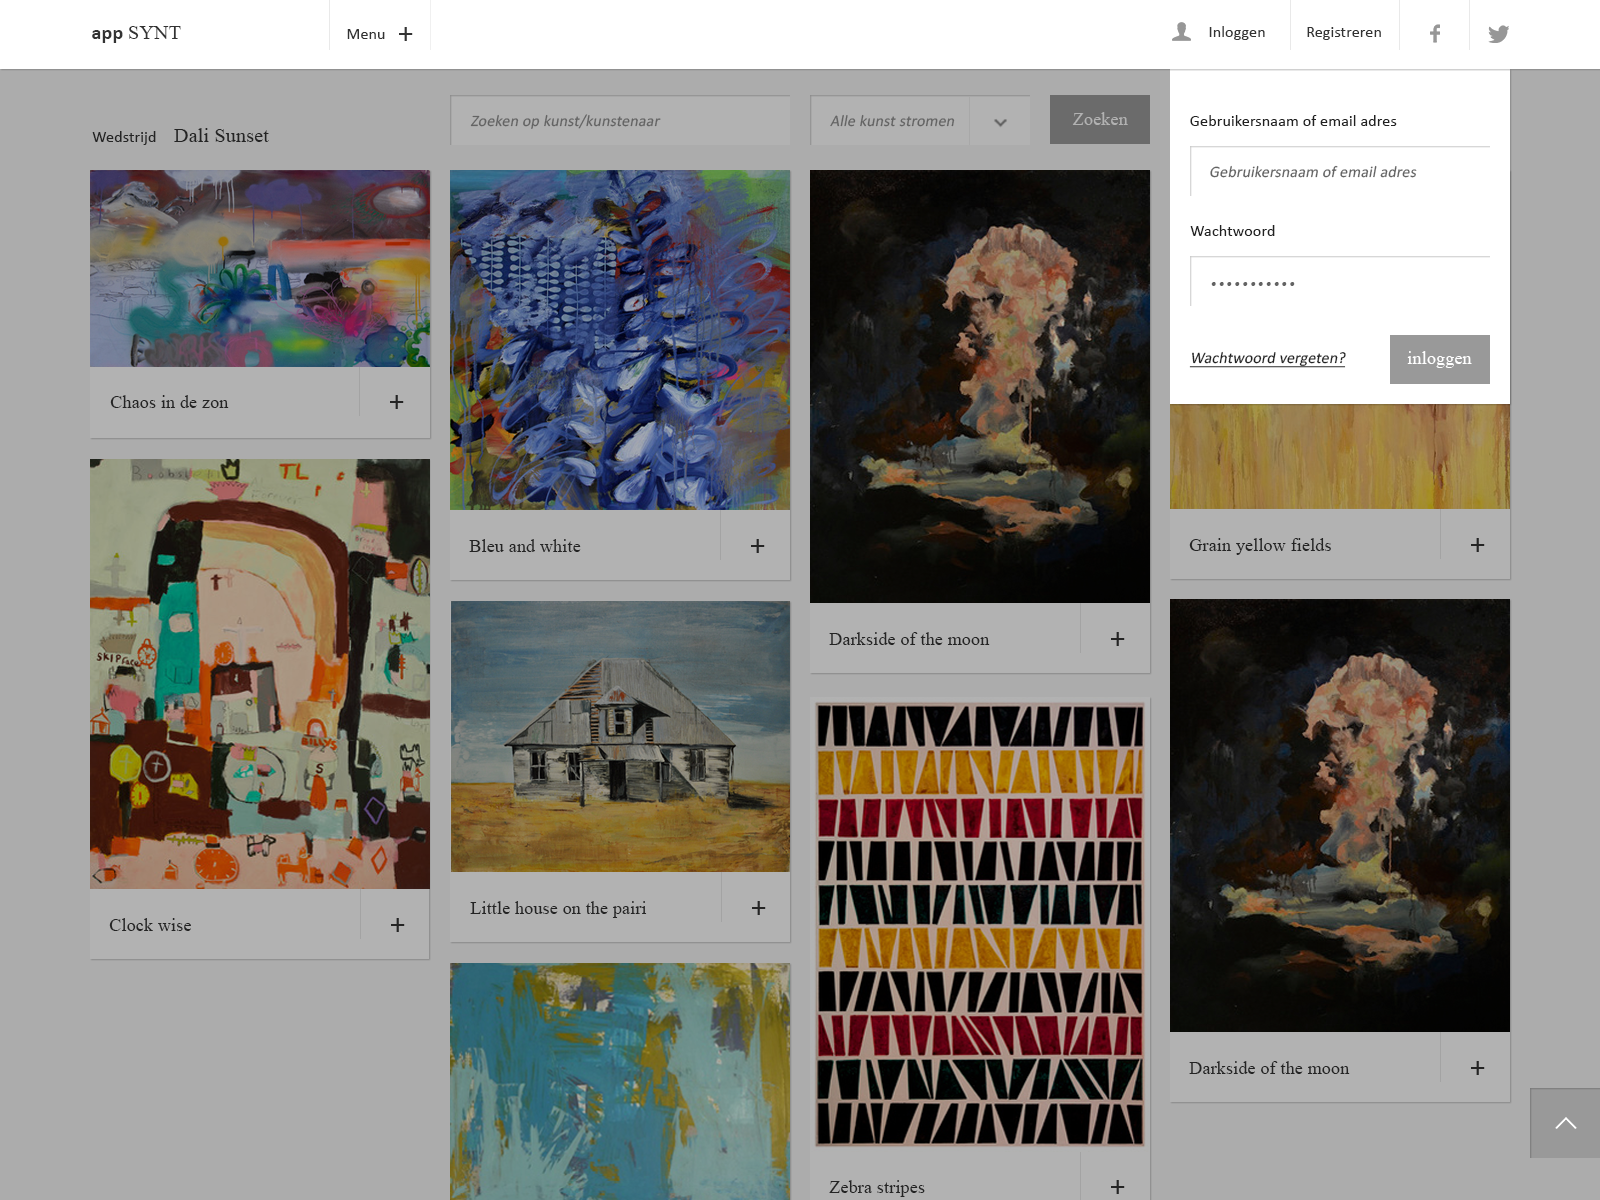 app SYNT
Menu
Inloggen
Registreren
Wedstrijd Dali Sunset
Zoeken op kunst/kunstenaar
Alle kunst stromen
Zoeken
Gebruikersnaam of email adres
Gebruikersnaam of email adres
Wachtwoord
Wachtwoord vergeten?
inloggen
Chaos in de zon
TL
SKIP
Clock wise
Bleu and white
Little house on the pairi
Darkside of the moon
Zebra stripes
Grain yellow fields
Darkside of the moon